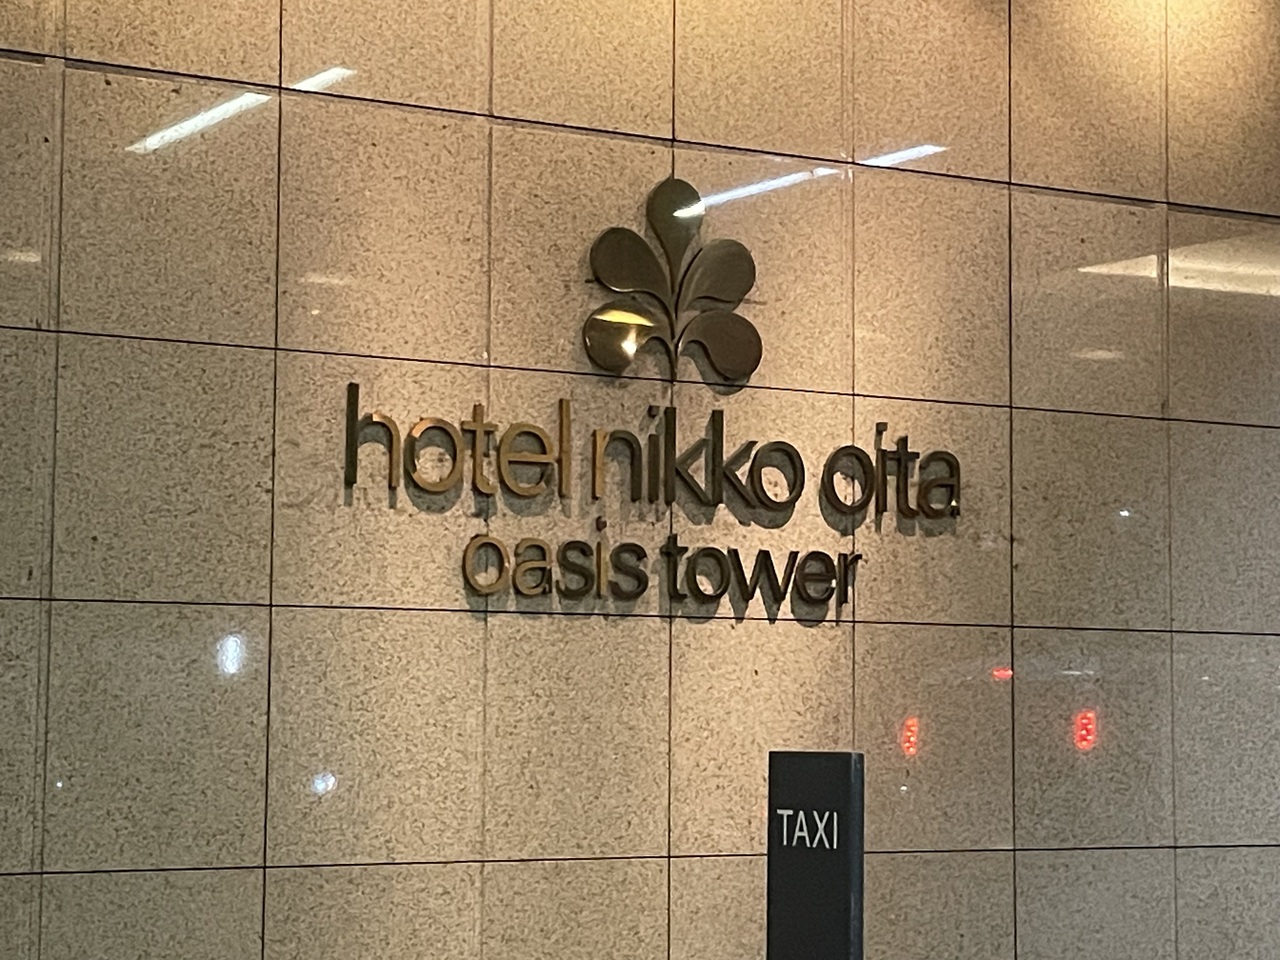 hotel nikko oita
oasis tower
TAXI